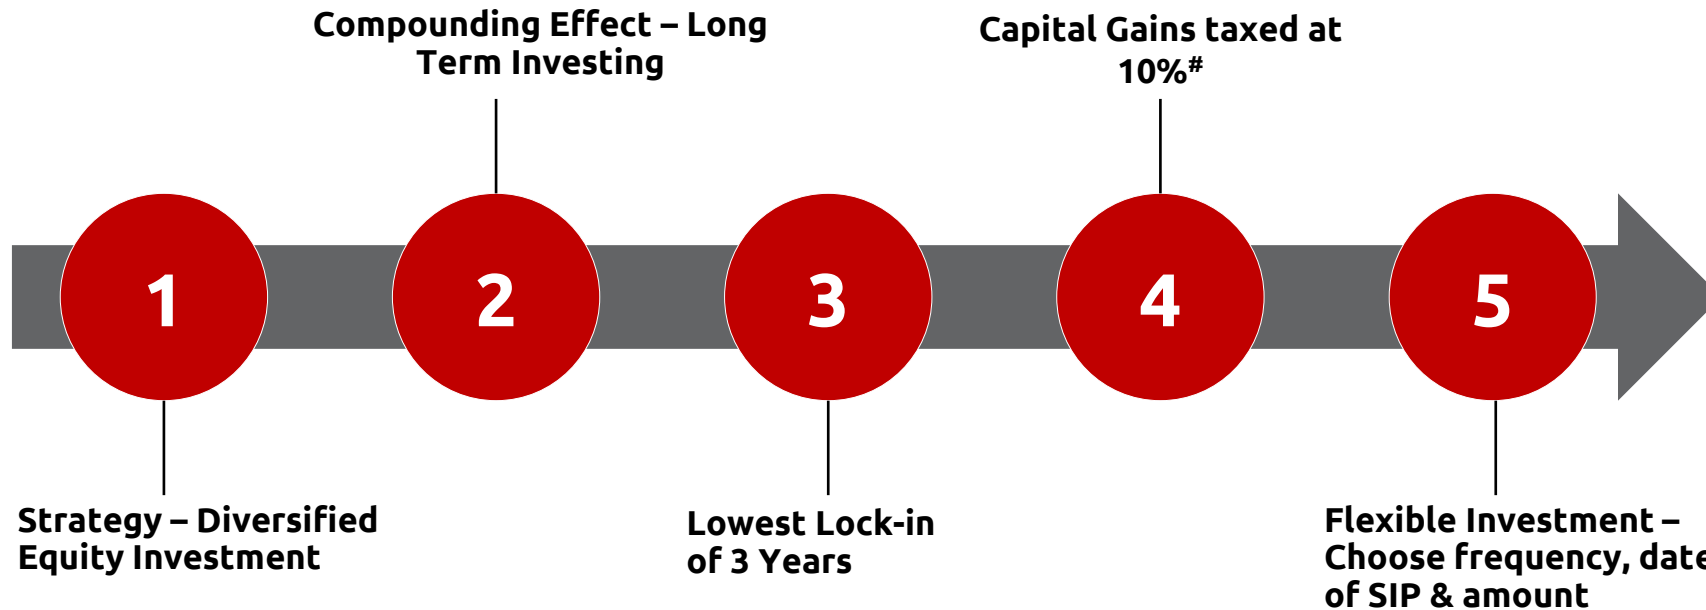 Compounding Effect – Long
Term Investing
Capital Gains taxed at
10%#
1
2
3
4
5
Strategy – Diversified
Equity Investment
Lowest Lock-in
of 3 Years
Flexible Investment –
Choose frequency, date
of SIP & amount